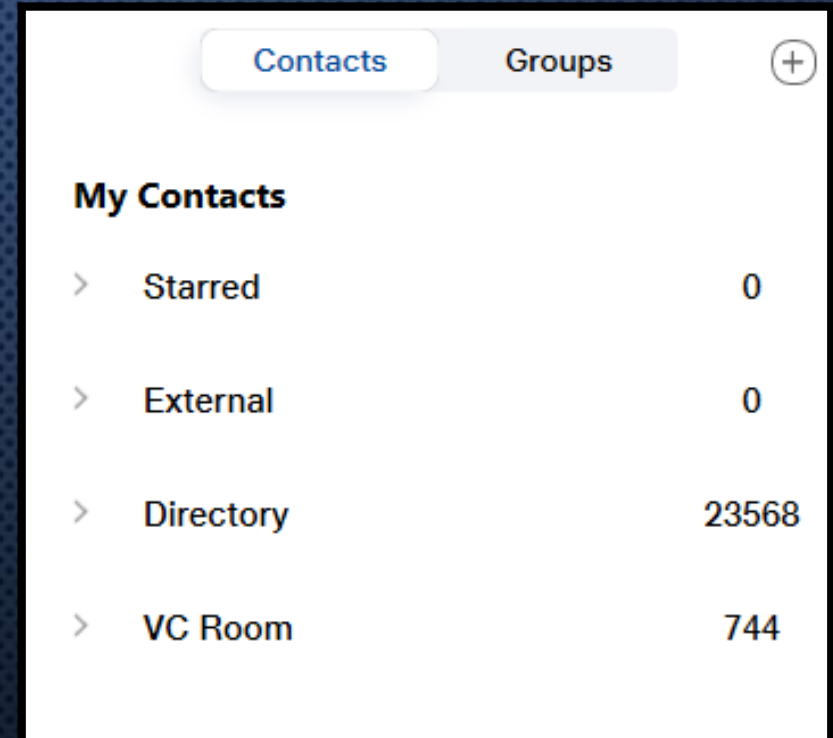 Contacts Groups
My Contacts
Starred 0
External 0
Directory 23568
VC Room 744